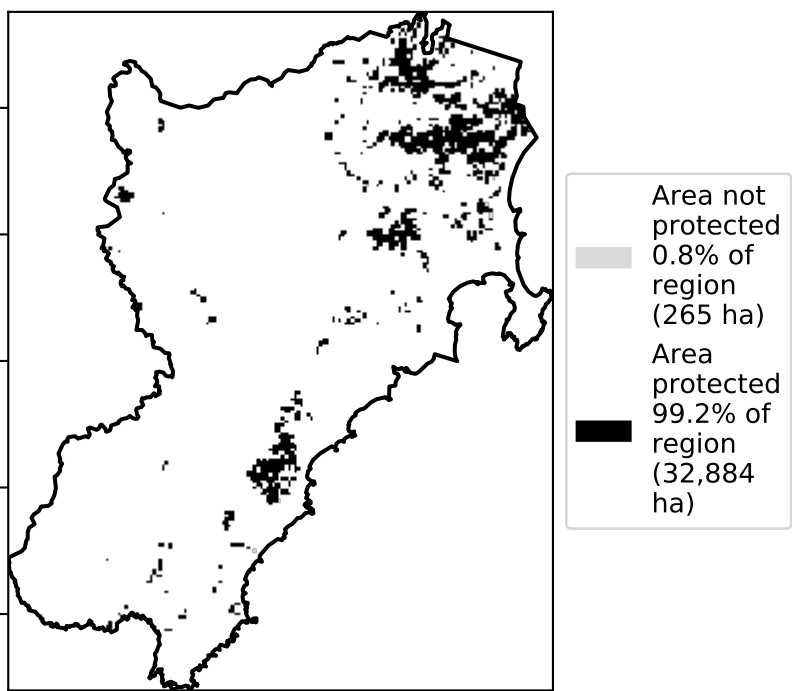 Area not
protected
0.8% of
region
(265 ha)
Area
protected
99.2% of
region
(32,884
ha)